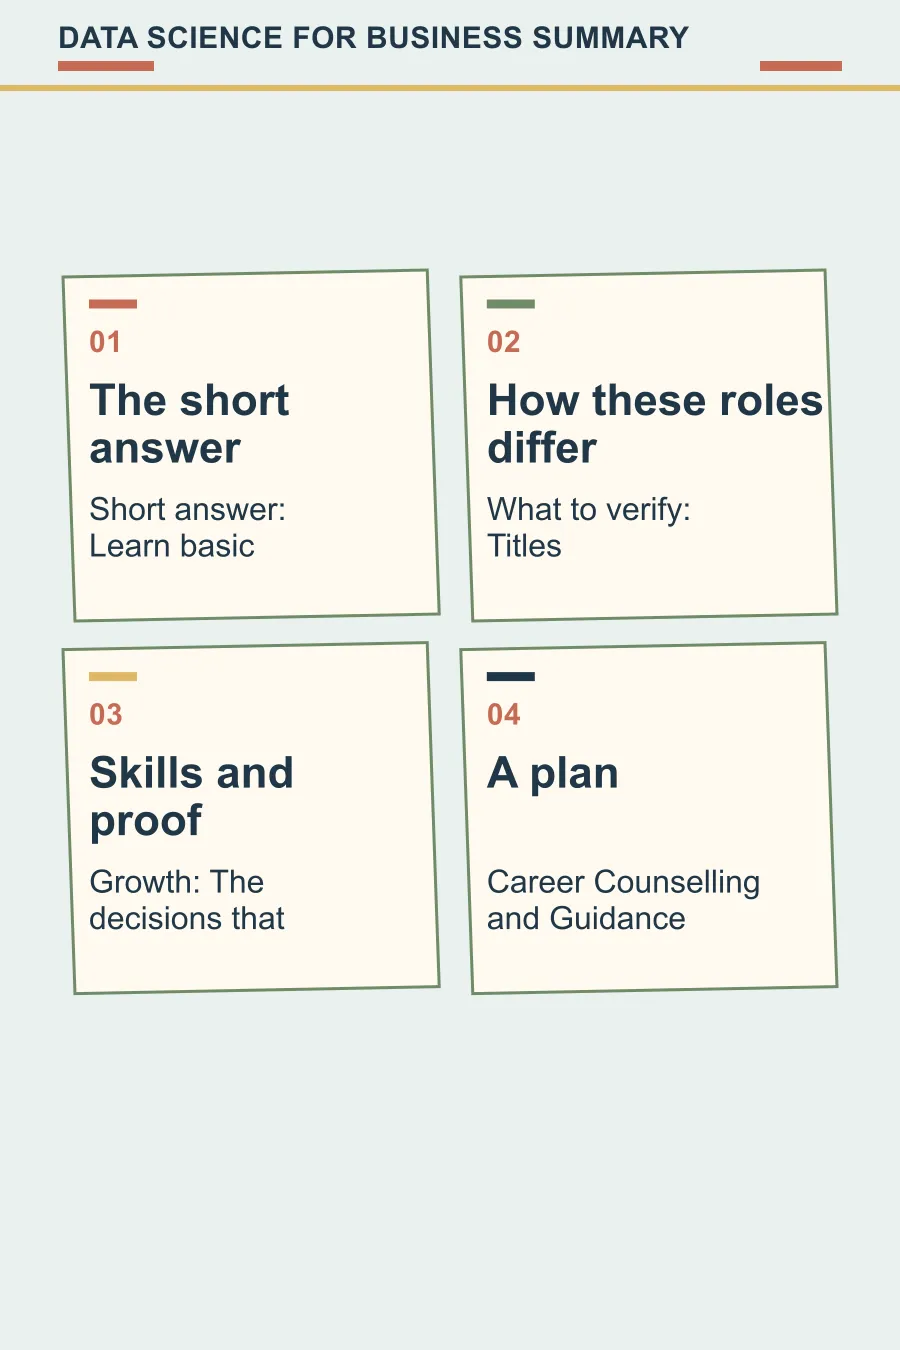 DATA SCIENCE FOR BUSINESS SUMMARY
01
The short
answer
Short answer:
Learn basic
02
How these roles
differ
What to verify:
Titles
03
Skills and
proof
Growth: The
decisions that
04
A plan
Career Counselling
and Guidance